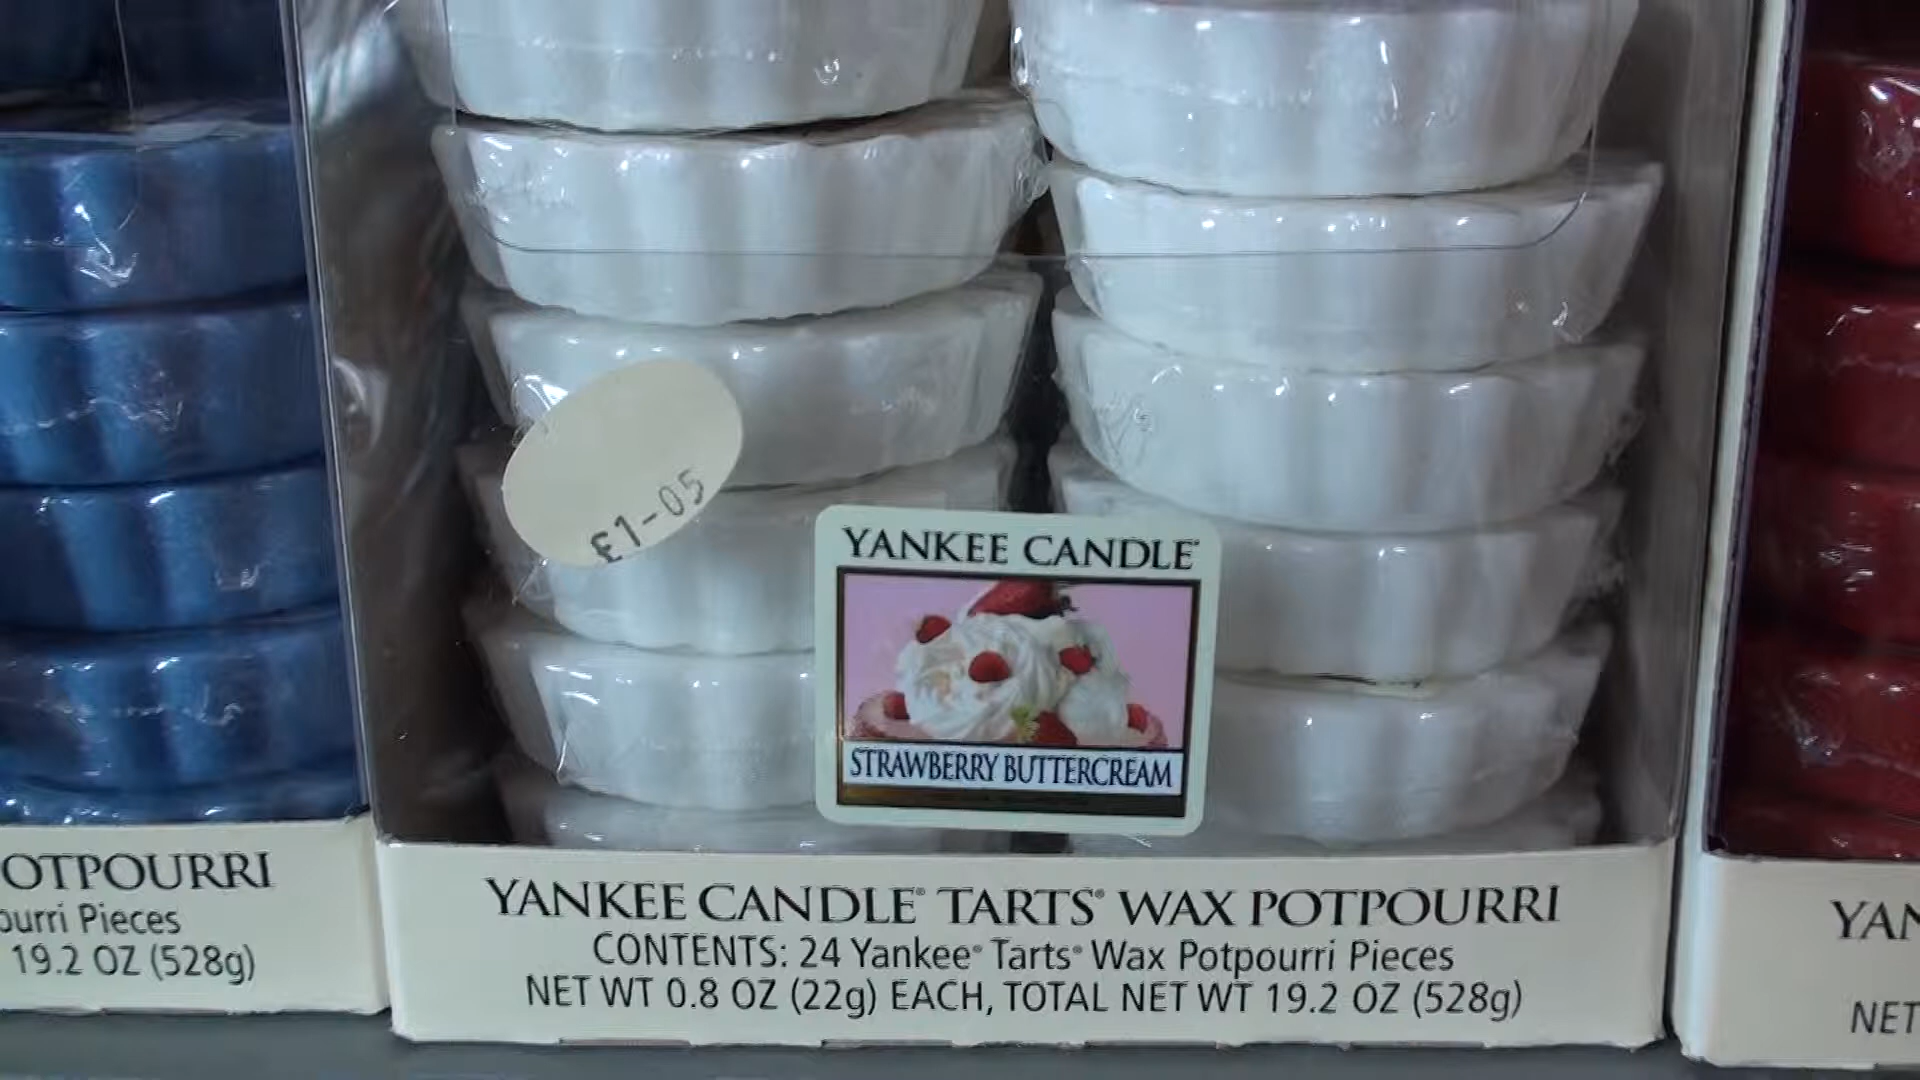 £1-05
YANKEE CANDLE®
STRAWBERRY BUTTERCREAM
OTPOURRI
ourri Pieces
19.2 OZ (528g)
YANKEE CANDLE® TARTS® WAX POTPOURRI
CONTENTS: 24 Yankee® Tarts® Wax Potpourri Pieces
NET WT 0.8 OZ (22g) EACH, TOTAL NET WT 19.2 OZ (528g)
YAN
NET